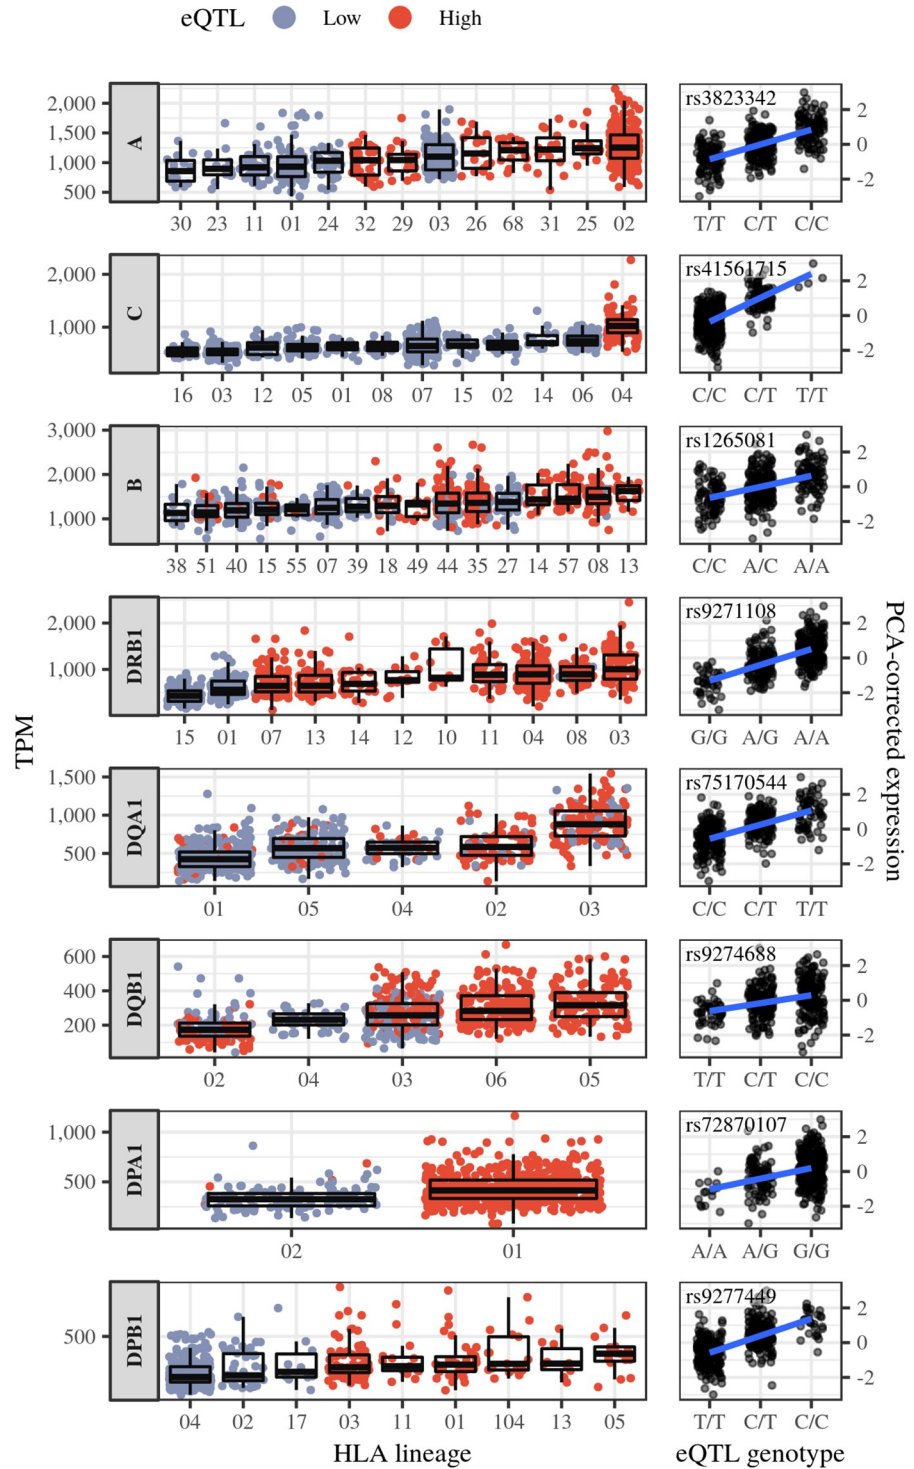 eQTL Low High
A
2,000
1,500
1,000
500
30 23 11 01 24 32 29 03 26 68 31 25 02
rs3823342
2
0
-2
T/T C/T C/C
C
2,000
1,000
16 03 12 05 01 08 07 15 02 14 06 04
rs41561715
2
0
-2
C/C C/T T/T
B
3,000
2,000
1,000
38 51 40 15 55 07 39 18 49 44 35 27 14 57 08 13
rs1265081
2
0
-2
C/C A/C A/A
DRB1
2,000
1,000
15 01 07 13 14 12 10 11 04 08 03
rs9271108
2
0
-2
G/G A/G A/A
DQA1
1,500
1,000
500
01 05 04 02 03
rs75170544
2
0
-2
C/C C/T T/T
DQB1
600
400
200
02 04 03 06 05
rs9274688
2
0
-2
T/T C/T C/C
DPA1
1,000
500
02 01
rs72870107
2
0
-2
A/A A/G G/G
DPB1
500
04 02 17 03 11 01 104 13 05
rs9277449
2
0
-2
T/T C/T C/C
TPM
PCA-corrected expression
HLA lineage
eQTL genotype